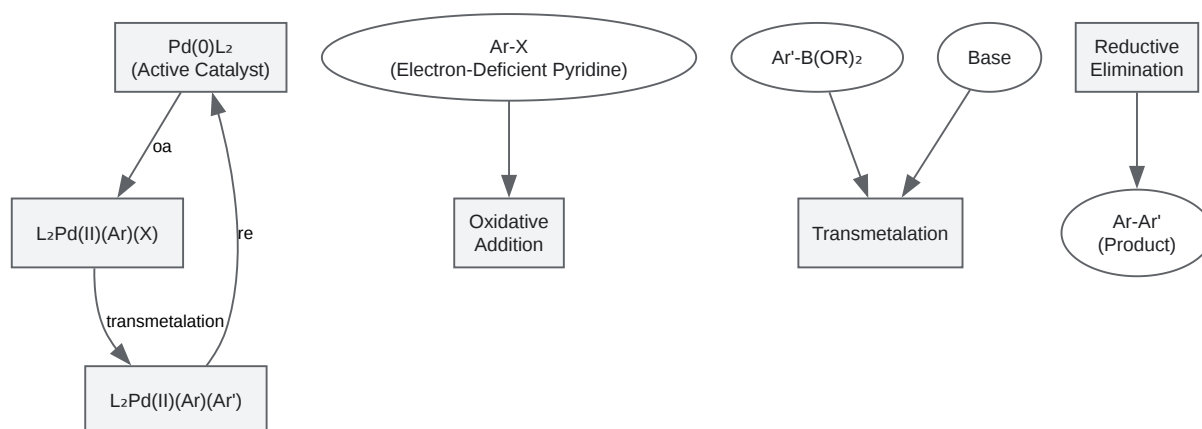 Pd(0)L₂
(Active Catalyst)
Ar-X
(Electron-Deficient Pyridine)
Ar'-B(OR)₂
Base
Reductive
Elimination
oa
L₂Pd(II)(Ar)(X)
re
Oxidative
Addition
Transmetalation
Ar-Ar'
(Product)
transmetalation
L₂Pd(II)(Ar)(Ar')